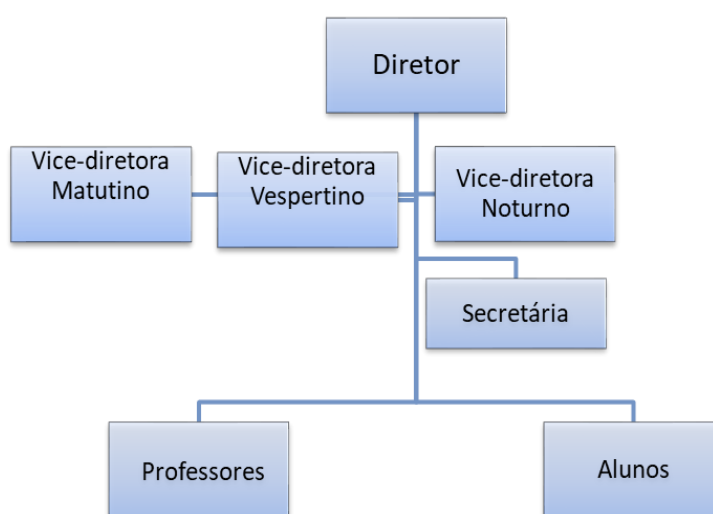 Diretor
Vice-diretora
Matutino
Vice-diretora
Vespertino
Vice-diretora
Noturno
Secretária
Professores
Alunos